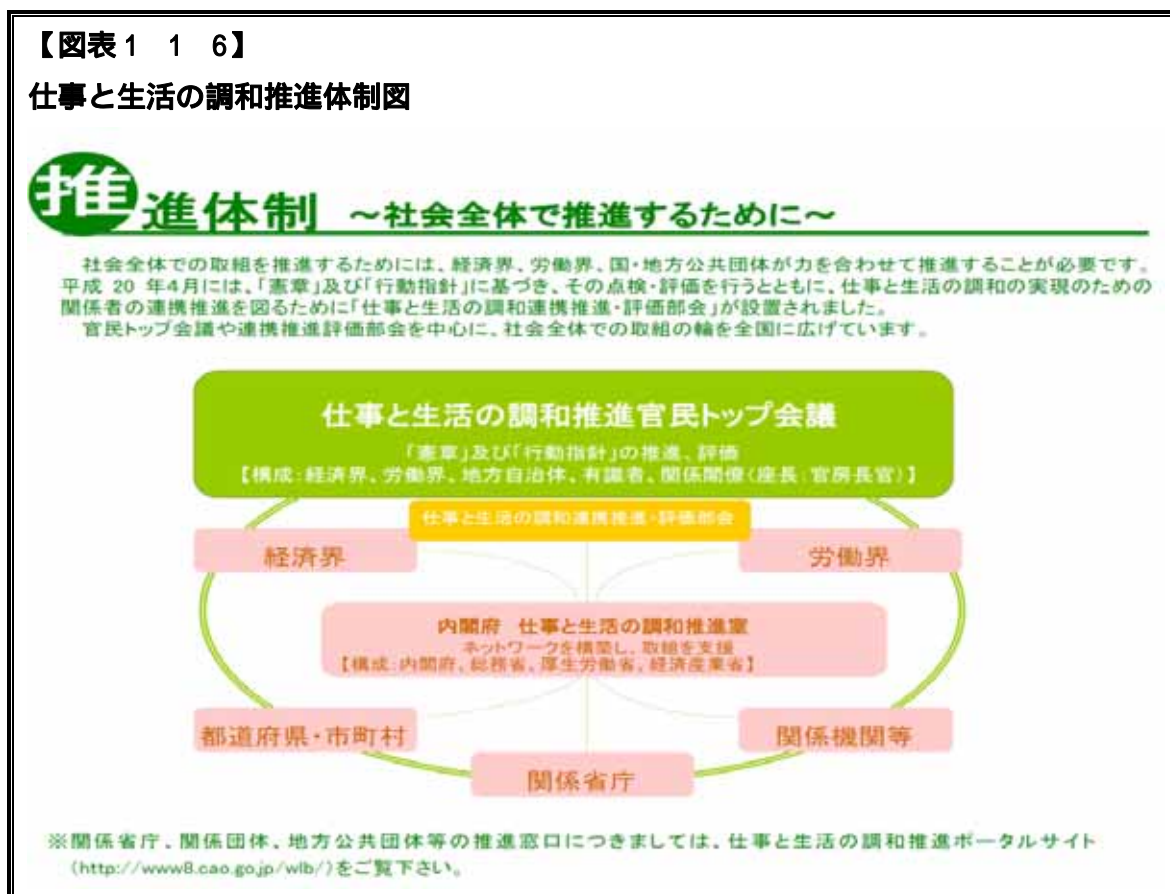 【図表1　1　6】
仕事と生活の調和推進体制図
推進体制　～社会全体で推進するために～
社会全体での取組を推進するためには、経済界、労働界、国・地方公共団体が力を合わせて推進することが必要です。
平成 20 年4月には、「憲章」及び「行動指針」に基づき、その点検・評価を行うとともに、仕事と生活の調和の実現のための
関係者の連携推進を図るために「仕事と生活の調和連携推進・評価部会」が設置されました。
官民トップ会議や連携推進評価部会を中心に、社会全体での取組の輪を全国に広げています。
仕事と生活の調和推進官民トップ会議
「憲章」及び「行動指針」の推進、評価
【構成：経済界、労働界、地方自治体、有識者、関係閣僚（座長：官房長官）】
仕事と生活の調和連携推進・評価部会
経済界
労働界
内閣府　仕事と生活の調和推進室
ネットワークを構築し、取組を支援
【構成：内閣府、総務省、厚生労働省、経済産業省】
都道府県・市町村
関係機関等
関係省庁
※関係省庁、関係団体、地方公共団体等の推進窓口につきましては、仕事と生活の調和推進ポータルサイト
（http://www8.cao.go.jp/wlb/）をご覧下さい。